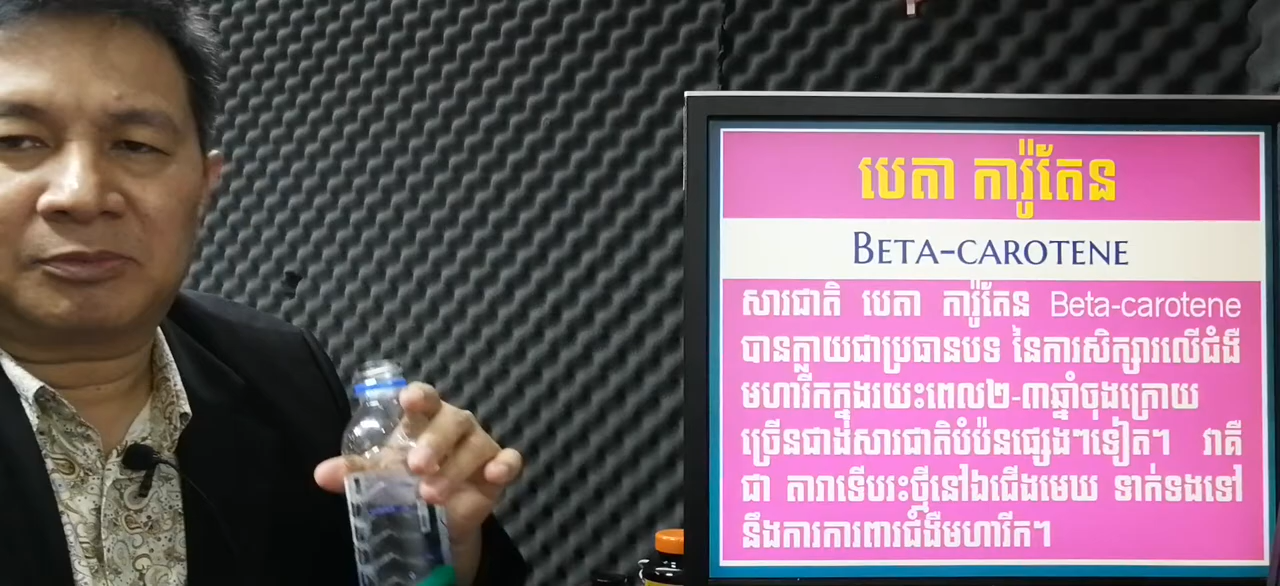 បេតា ការ៉ូតែន
BETA-CAROTENE
សារជាតិ បេតា ការ៉ូតែន Beta-carotene
បានក្លាយជាប្រធានបទ នៃការសិក្សារលើជំងឺ
មហារីកក្នុងរយះពេល២-៣ឆ្នាំចុងក្រោយ
ច្រើនជាងសារជាតិបំប៉នផ្សេងៗទៀត។ វាគឺ
ជា តារាទើបរះថ្មីនៅឯជើងមេឃ ទាក់ទងទៅ
នឹងការការពារជំងឺមហារីក។